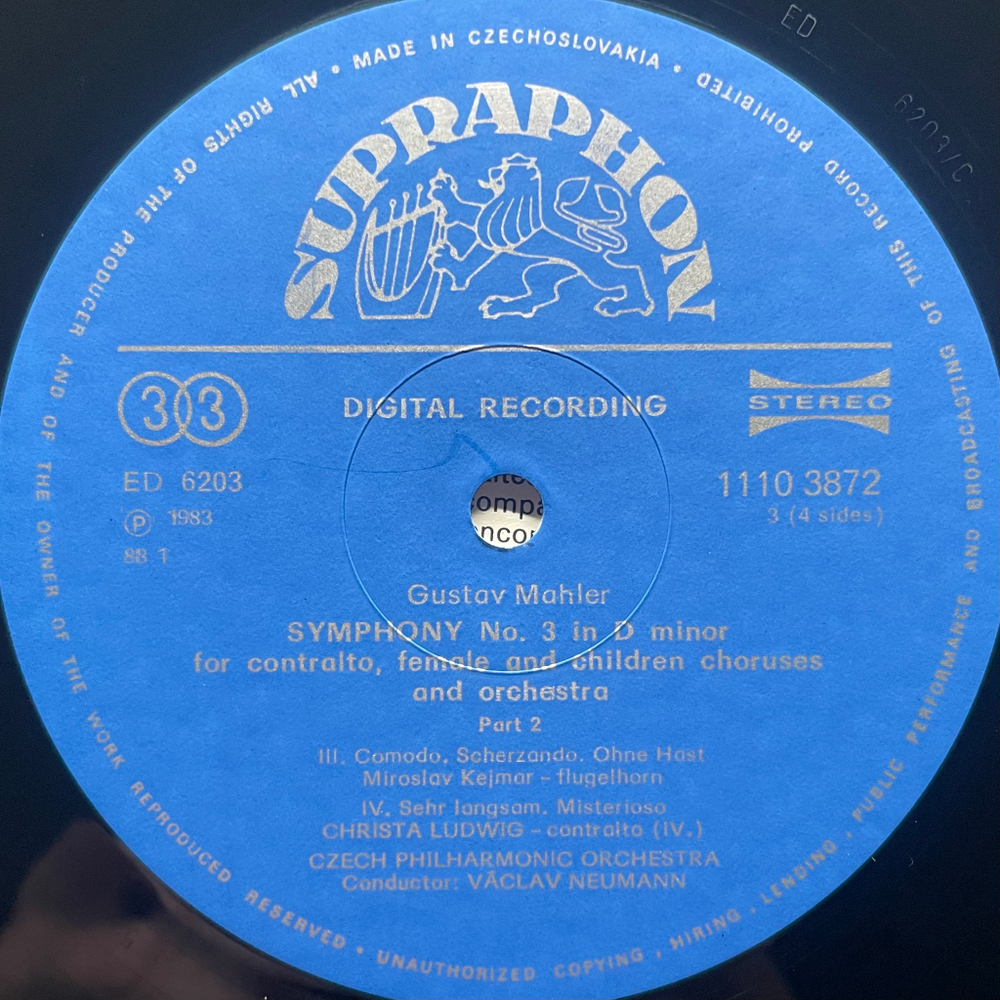 ED
6203/C
ALL RIGHTS OF THE PRODUCER AND OF THE OWNER OF THE WORK REPRODUCED RESERVED • UNAUTHORIZED COPYING, HIRING, LENDING, PUBLIC PERFORMANCE AND BROADCASTING OF THIS RECORD PROHIBITED • MADE IN CZECHOSLOVAKIA •
SUPRAPHON
33
DIGITAL RECORDING
STEREO
ED 6203
1110 3872
Ⓟ 1983
3 (4 sides)
88 1
ompa
Gustav Mahler
SYMPHONY No. 3 in D minor
for contralto, female and children choruses
and orchestra
Part 2
III. Comodo. Scherzando. Ohne Hast
Miroslav Kejmar – flugelhorn
IV. Sehr langsam. Misterioso
CHRISTA LUDWIG – contralto (IV.)
CZECH PHILHARMONIC ORCHESTRA
Conductor: VÁCLAV NEUMANN